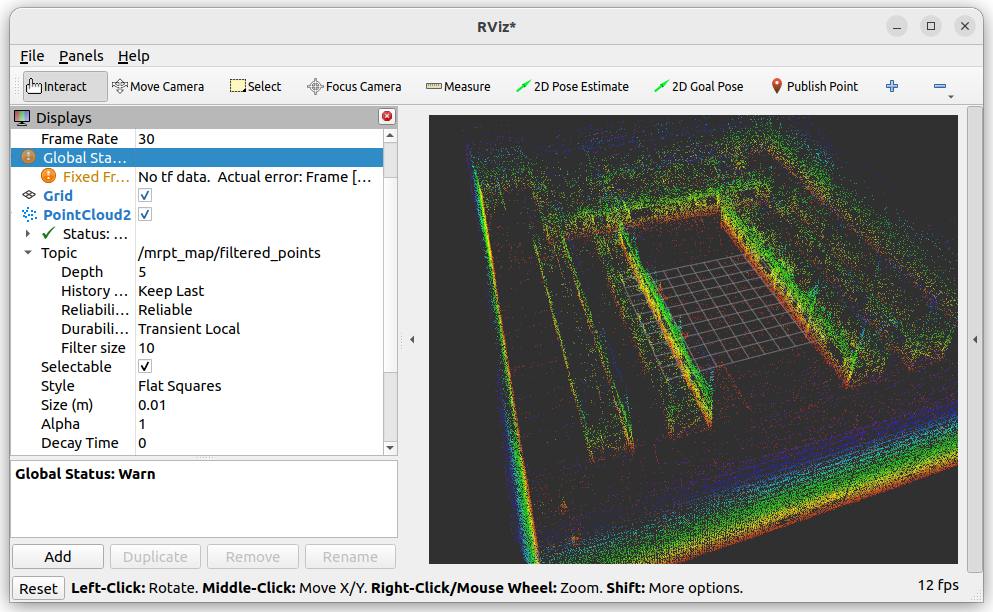 RViz*
File Panels Help
Interact Move Camera Select Focus Camera Measure 2D Pose Estimate 2D Goal Pose Publish Point
Displays
Frame Rate 30
Global Sta...
Fixed Fr... No tf data. Actual error: Frame [...
Grid
PointCloud2
Status: ...
Topic /mrpt_map/filtered_points
Depth 5
History ... Keep Last
Reliabili... Reliable
Durabili... Transient Local
Filter size 10
Selectable
Style Flat Squares
Size (m) 0.01
Alpha 1
Decay Time 0
Global Status: Warn
Add Duplicate Remove Rename
Reset Left-Click: Rotate. Middle-Click: Move X/Y. Right-Click/Mouse Wheel: Zoom. Shift: More options. 12 fps